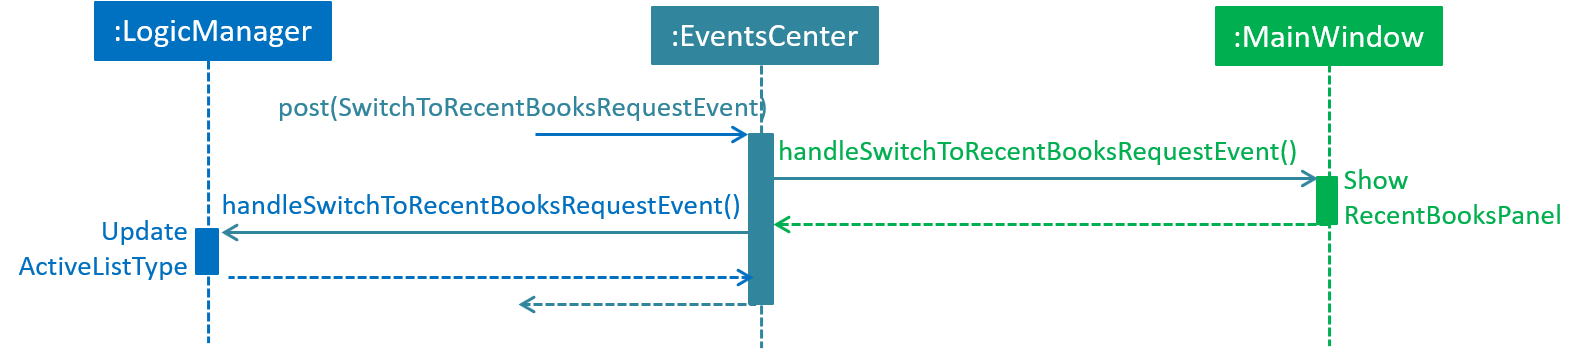 :LogicManager
:EventsCenter
:MainWindow
post(SwitchToRecentBooksRequestEvent)
handleSwitchToRecentBooksRequestEvent()
Show
RecentBooksPanel
handleSwitchToRecentBooksRequestEvent()
Update
ActiveListType